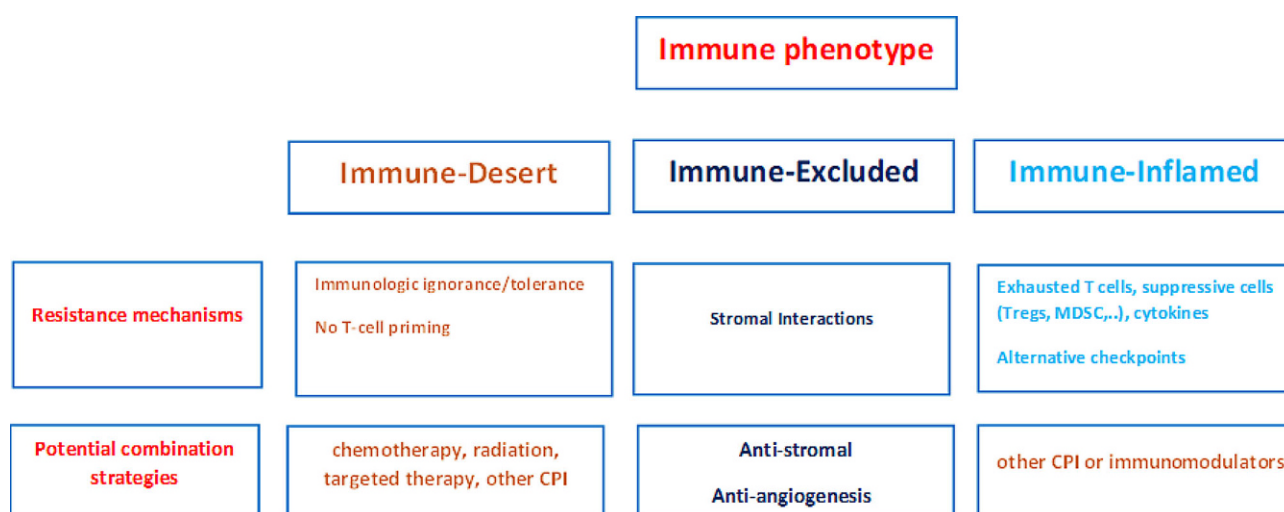 Immune phenotype
Immune-Desert
Immune-Excluded
Immune-Inflamed
Resistance mechanisms
Immunologic ignorance/tolerance
No T-cell priming
Stromal Interactions
Exhausted T cells, suppressive cells
(Tregs, MDSC,..), cytokines
Alternative checkpoints
Potential combination
strategies
chemotherapy, radiation,
targeted therapy, other CPI
Anti-stromal
Anti-angiogenesis
other CPI or immunomodulators